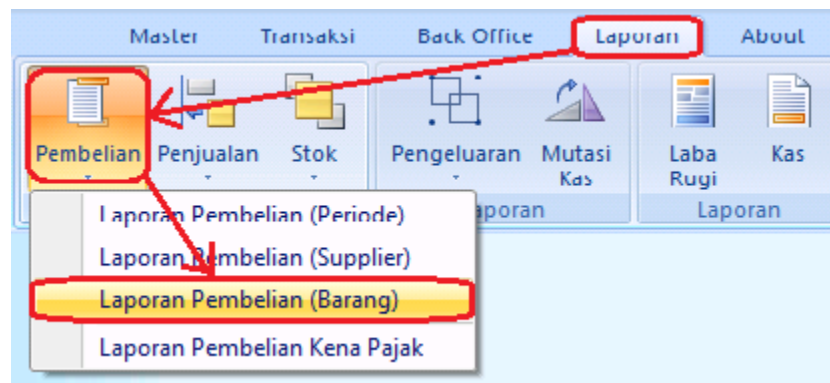 Master Transaksi Back Office Laporan About
Pembelian Penjualan Stok Pengeluaran Mutasi Kas Laba Rugi Kas
aporan Laporan
Laporan Pembelian (Periode)
Laporan Pembelian (Supplier)
Laporan Pembelian (Barang)
Laporan Pembelian Kena Pajak